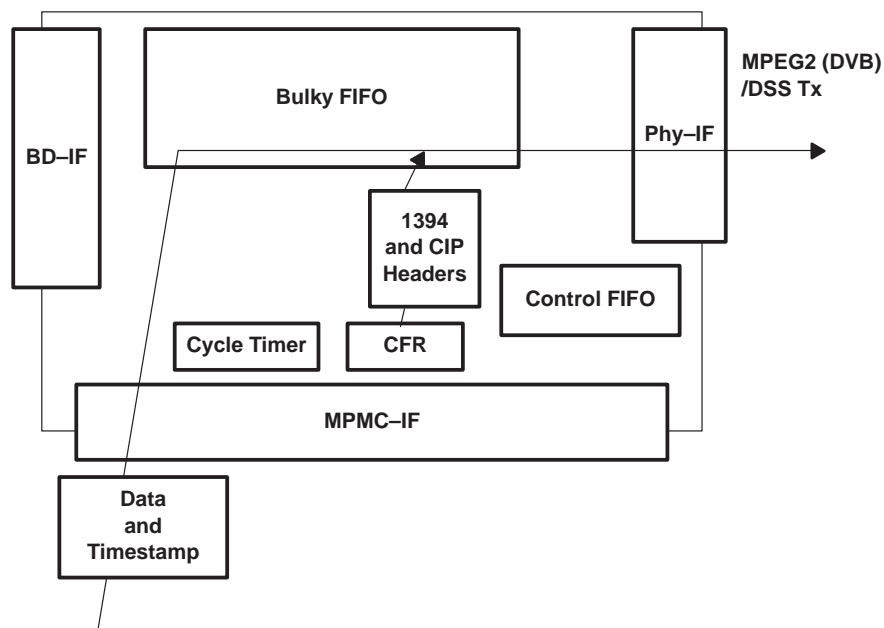 MPEG2 (DVB)
/DSS Tx
Bulky FIFO
Phy–IF
BD–IF
1394
and CIP
Headers
Control FIFO
Cycle Timer
CFR
MPMC–IF
Data
and
Timestamp